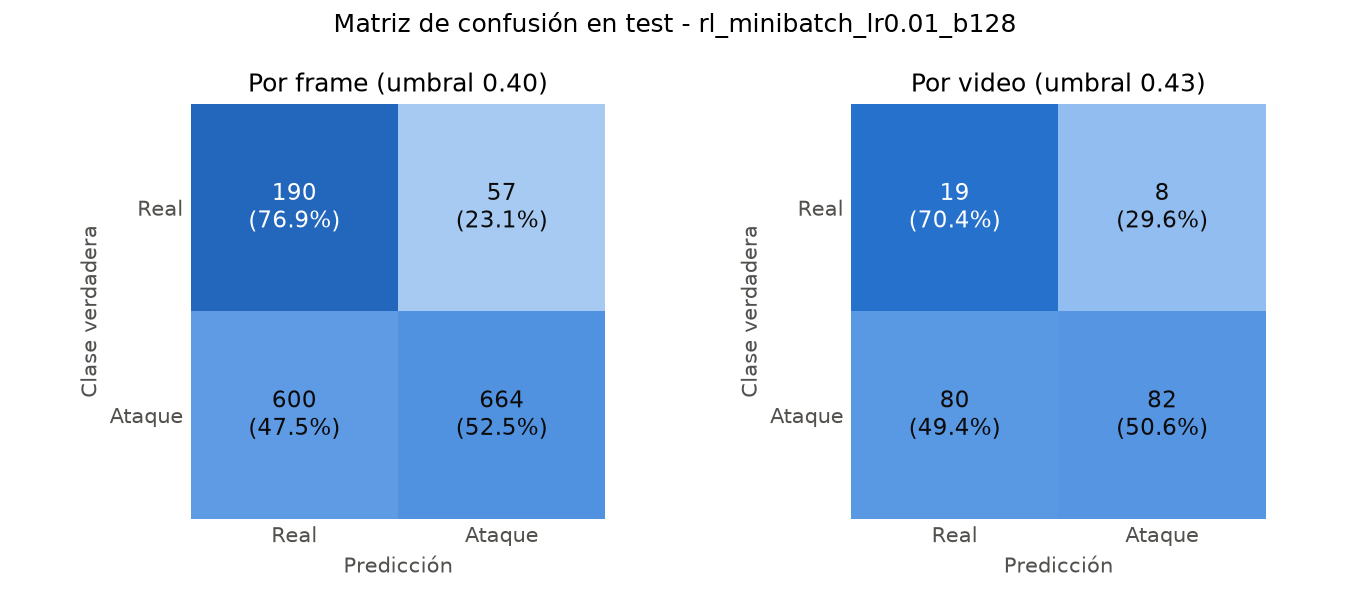 Matriz de confusión en test - rl_minibatch_lr0.01_b128
Por frame (umbral 0.40)
Clase verdadera
Real
190
(76.9%)
57
(23.1%)
Ataque
600
(47.5%)
664
(52.5%)
Real
Ataque
Predicción
Por video (umbral 0.43)
Clase verdadera
Real
19
(70.4%)
8
(29.6%)
Ataque
80
(49.4%)
82
(50.6%)
Real
Ataque
Predicción